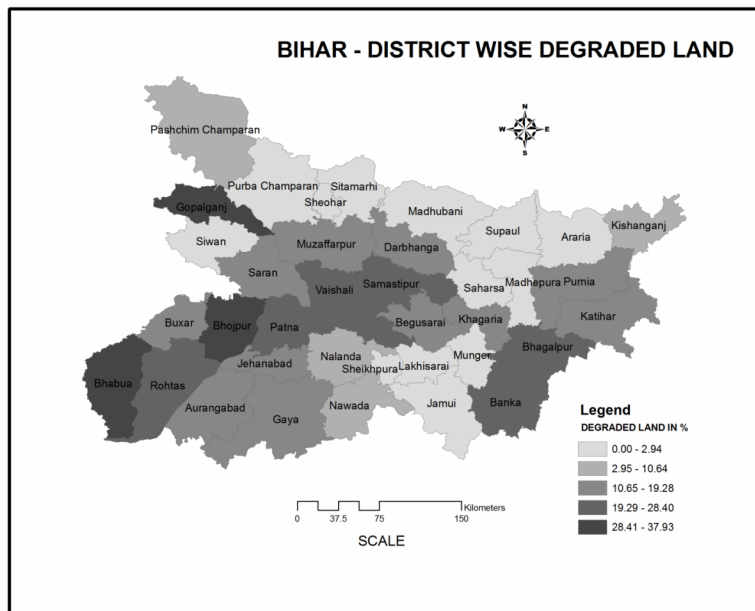 BIHAR - DISTRICT WISE DEGRADED LAND
N
W E
S
Pashchim Champaran
Purba Champaran
Sitamarhi
Sheohar
Gopalganj
Madhubani
Siwan
Supaul
Araria
Kishanganj
Muzaffarpur
Darbhanga
Saran
Vaishali
Samastipur
Saharsa
Madhepura
Purnia
Katihar
Buxar
Bhojpur
Patna
Begusarai
Khagaria
Bhagalpur
Bhabua
Rohtas
Jehanabad
Nalanda
Sheikhpura
Lakhisarai
Munger
Aurangabad
Gaya
Nawada
Jamui
Banka
Legend
DEGRADED LAND IN %
0.00 - 2.94
2.95 - 10.64
10.65 - 19.28
19.29 - 28.40
28.41 - 37.93
Kilometers
0 37.5 75 150
SCALE